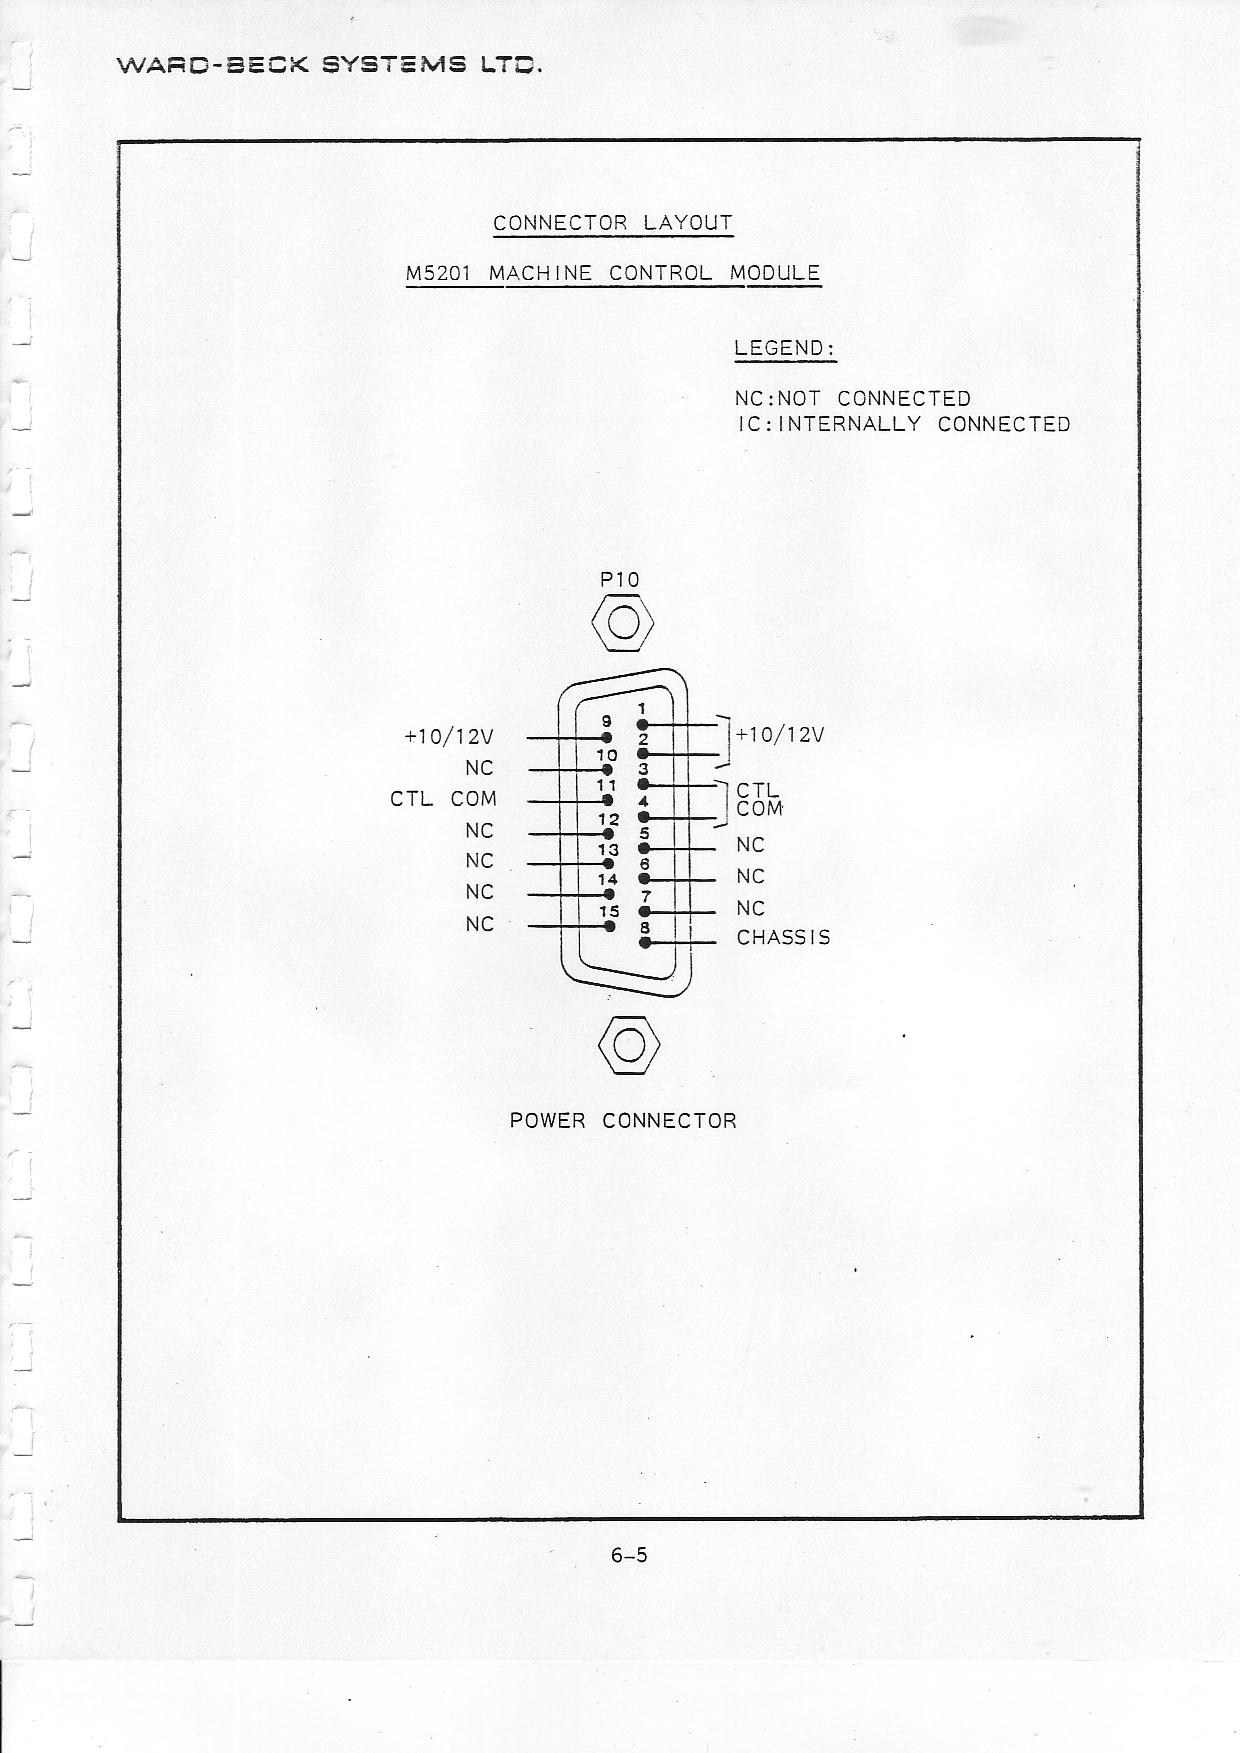 WARD-BECK SYSTEMS LTD.
CONNECTOR LAYOUT
M5201 MACHINE CONTROL MODULE
LEGEND:
NC:NOT CONNECTED
IC:INTERNALLY CONNECTED
P10
1
9
+10/12V
+10/12V
2
10
NC
3
11
CTL COM
CTL
COM
4
12
NC
5
NC
13
NC
6
NC
14
NC
7
NC
15
NC
8
CHASSIS
POWER CONNECTOR
6-5